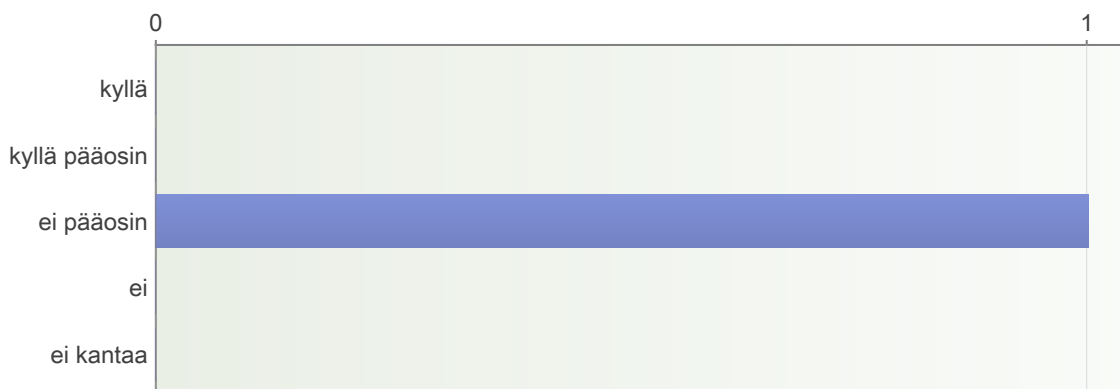 0 1
kyllä
kyllä pääosin
ei pääosin
ei
ei kantaa